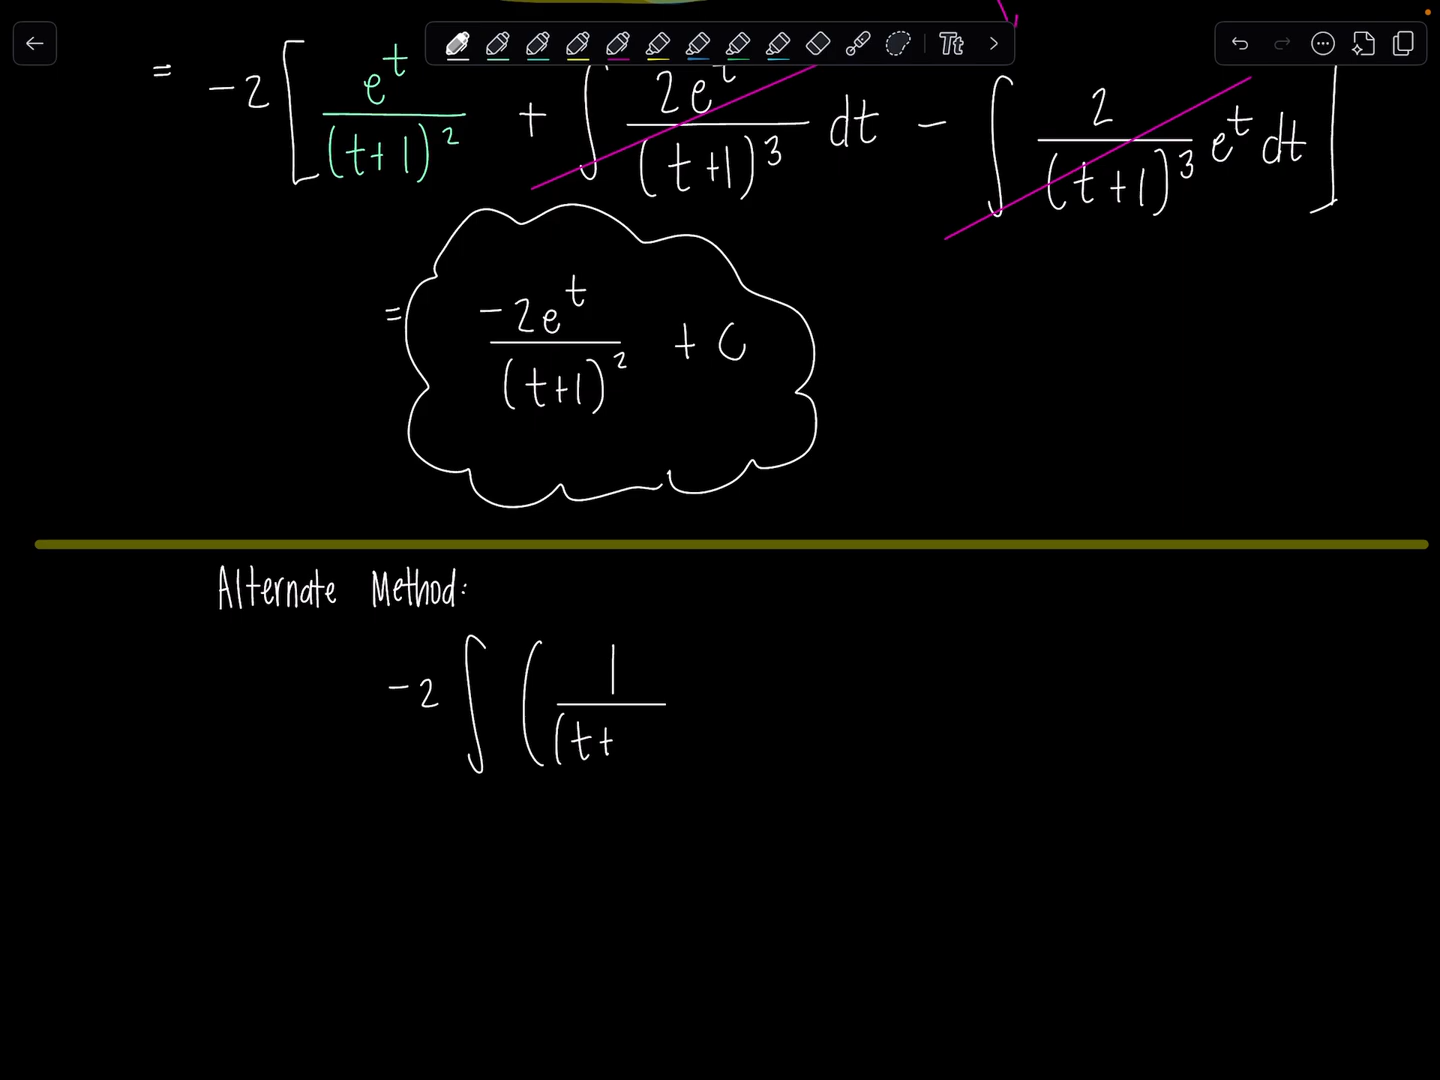 = -2 [ e^t / (t+1)^2 + ∫ 2e^t / (t+1)^3 dt - ∫ 2 / (t+1)^3 e^t dt ]
= -2e^t / (t+1)^2 + C
Alternate Method:
-2 ∫ ( 1 / (t+
Tt